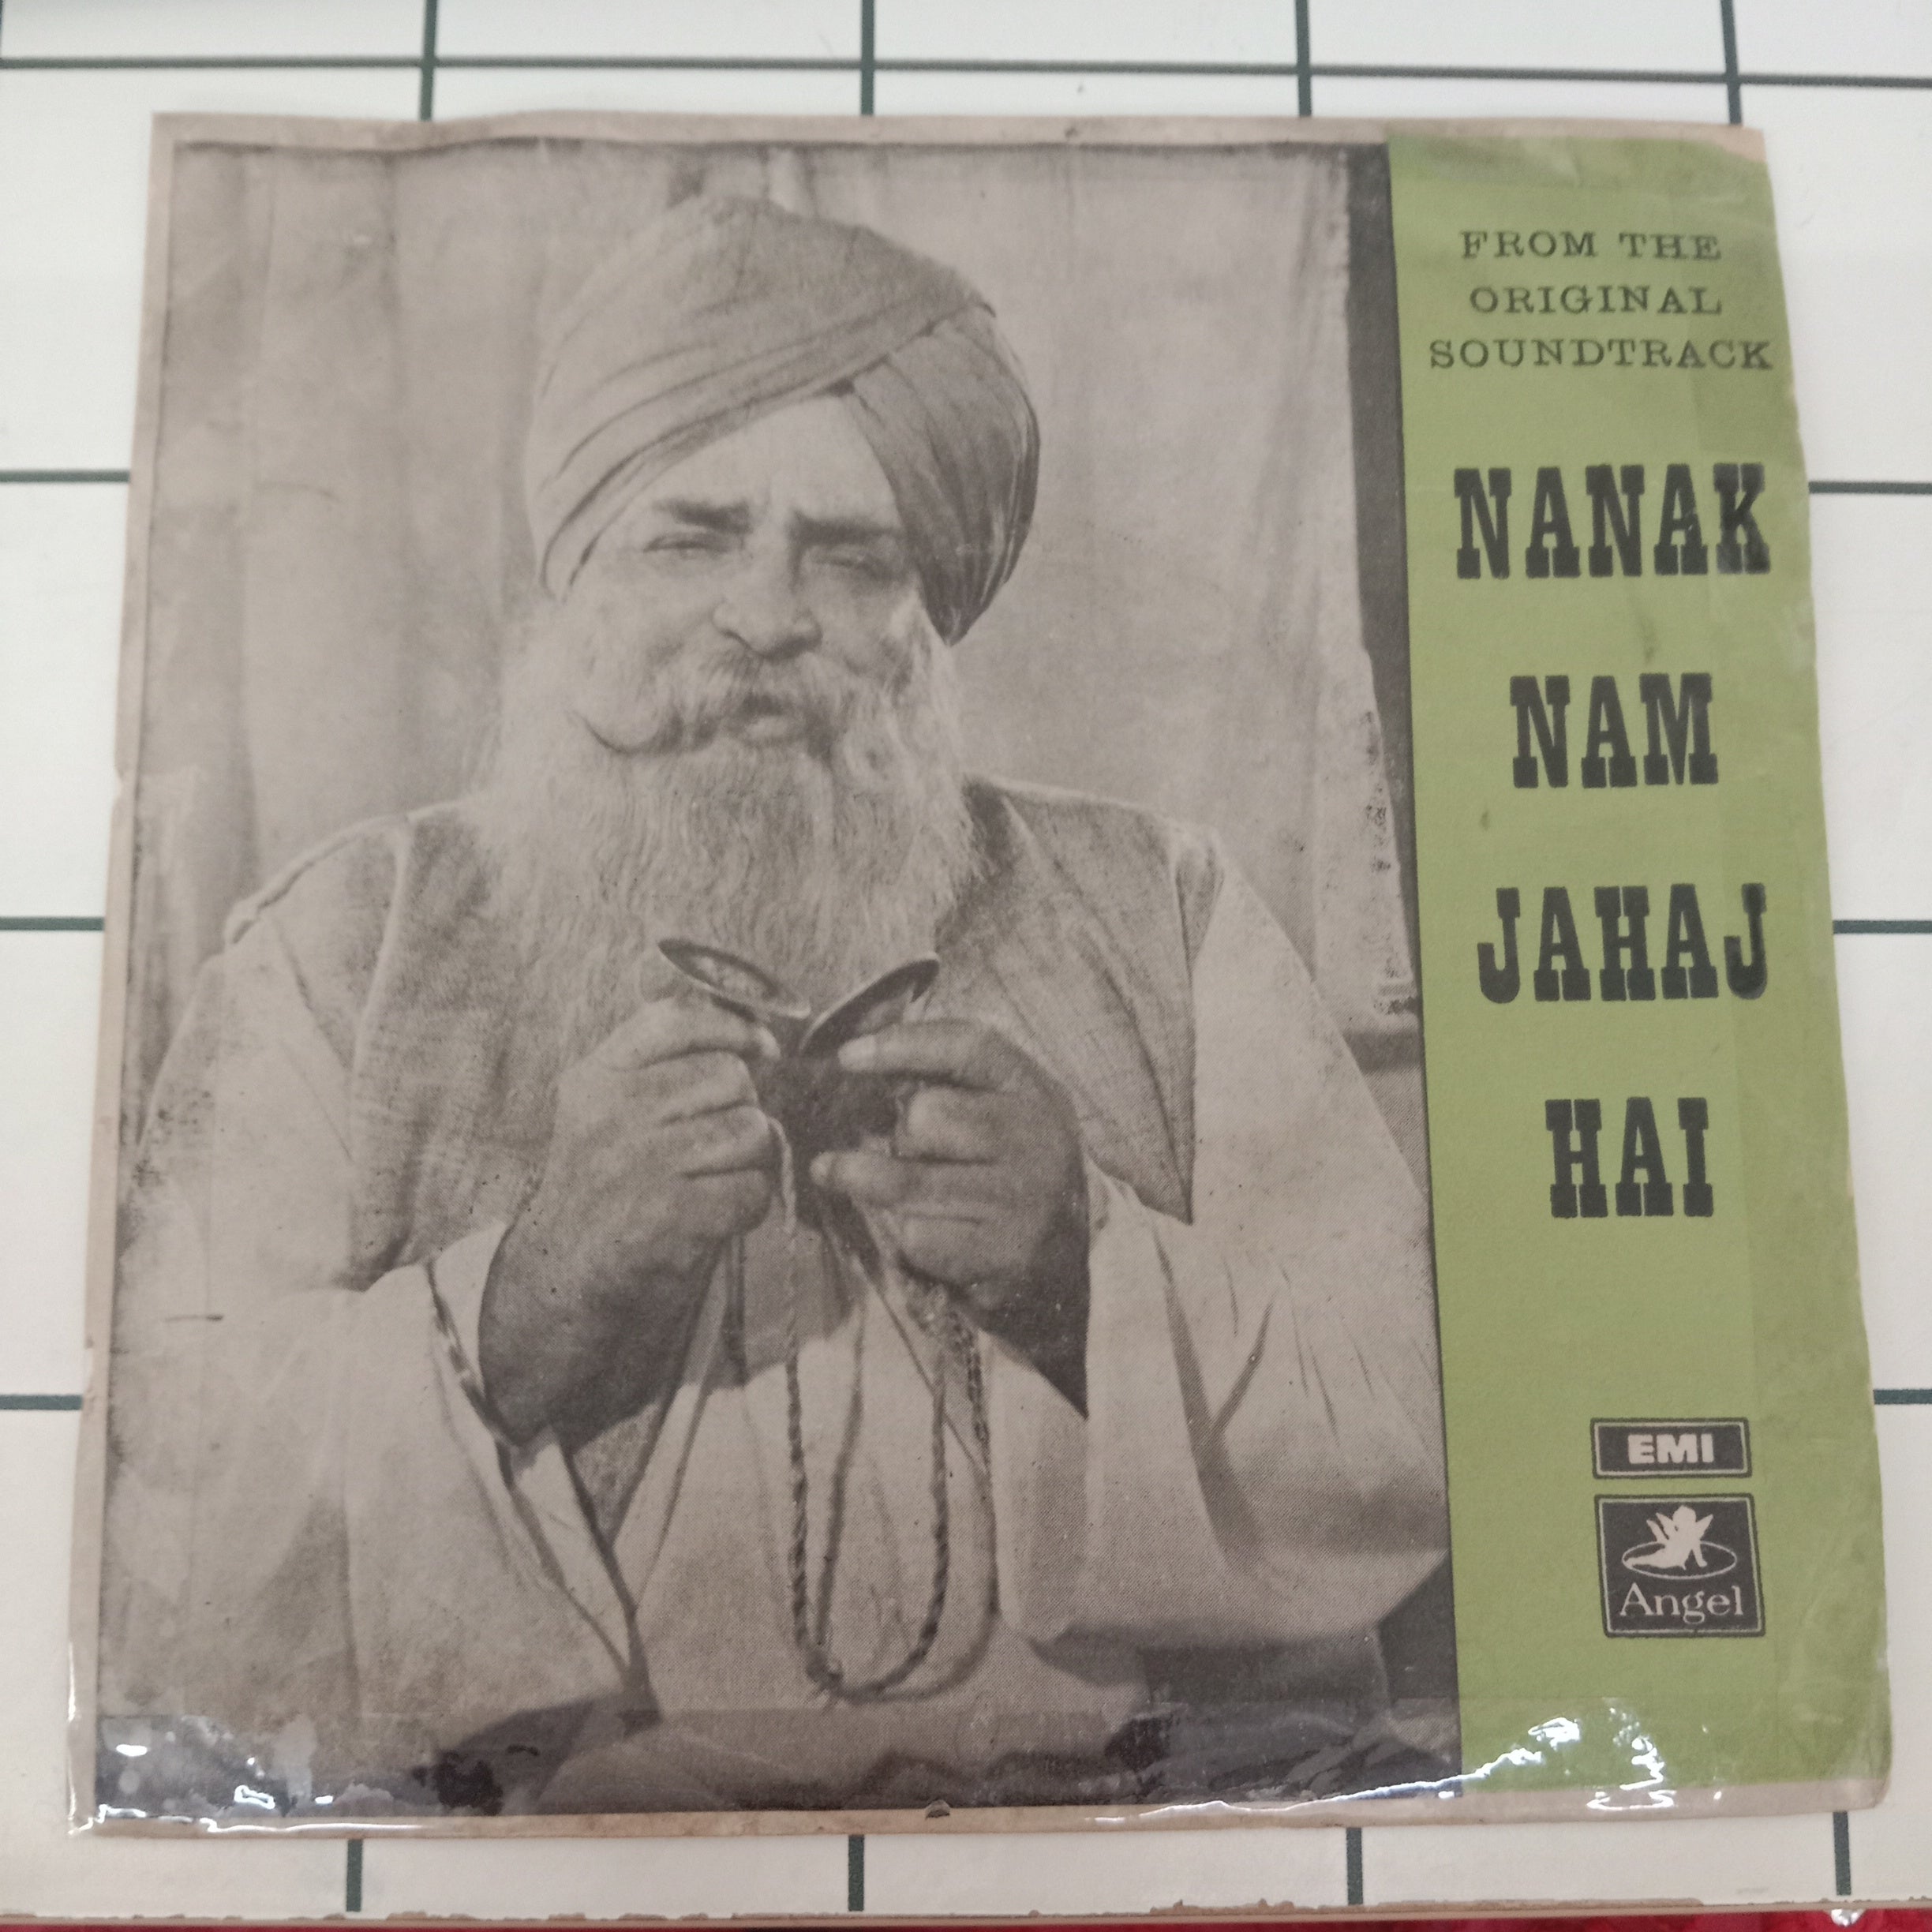 FROM THE
ORIGINAL
SOUNDTRACK
NANAK
NAM
JAHAJ
HAI
EMI
Angel